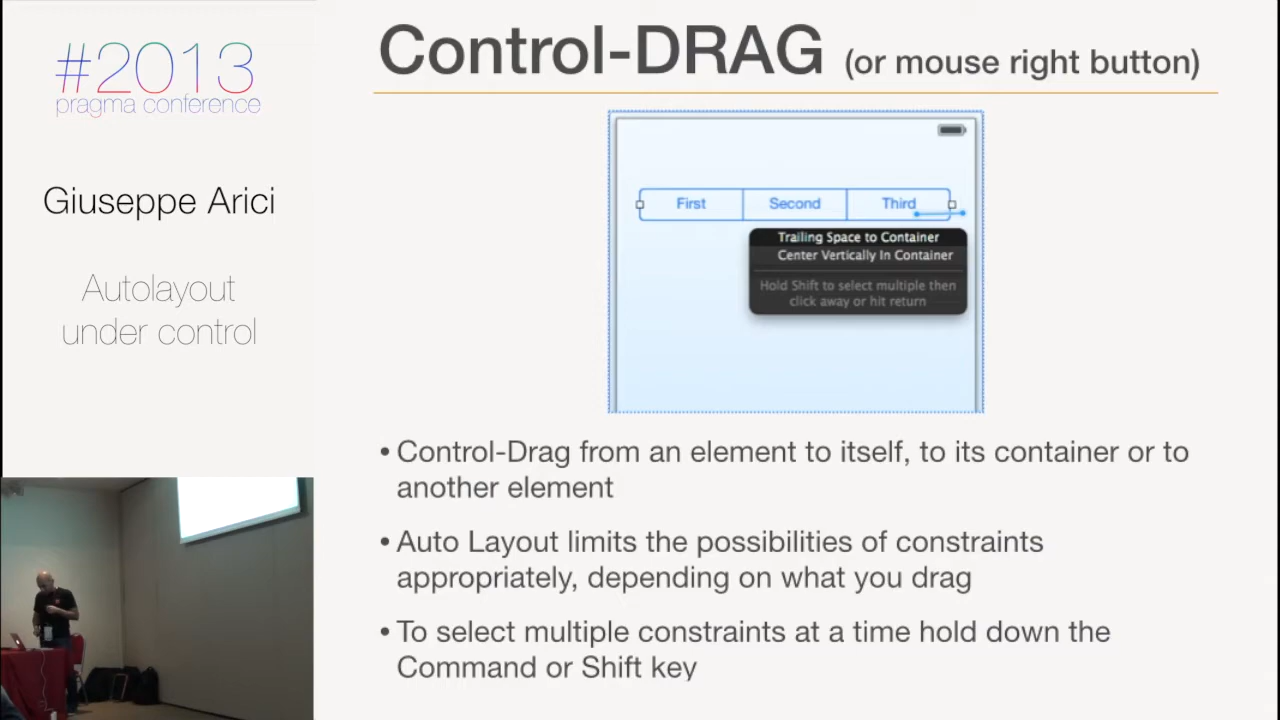 #2013
pragma conference
Giuseppe Arici
Autolayout
under control
Control-DRAG (or mouse right button)
First Second Third
Trailing Space to Container
Center Vertically In Container
Hold Shift to select multiple then
click away or hit return
• Control-Drag from an element to itself, to its container or to
another element
• Auto Layout limits the possibilities of constraints
appropriately, depending on what you drag
• To select multiple constraints at a time hold down the
Command or Shift key